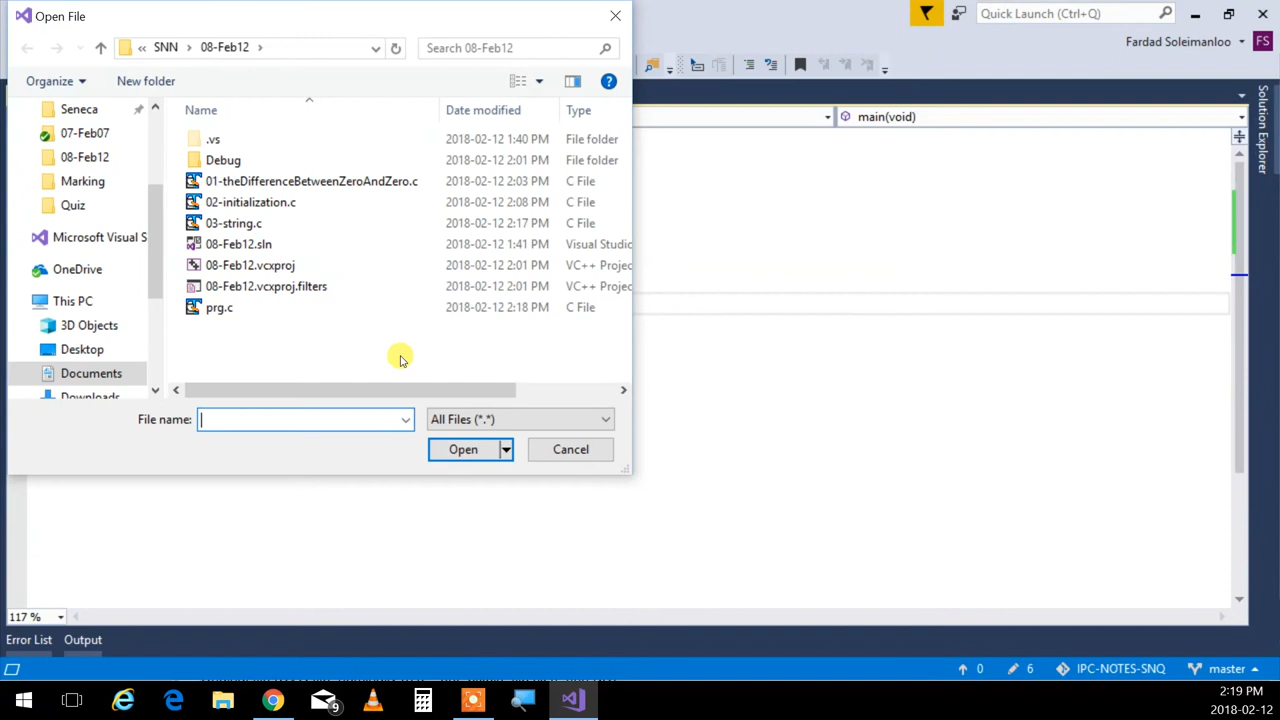 Open File
Quick Launch (Ctrl+Q)
« SNN > 08-Feb12 >
Search 08-Feb12
Fardad Soleimanloo
FS
Organize
New folder
Seneca
07-Feb07
08-Feb12
Marking
Quiz
Microsoft Visual S
OneDrive
This PC
3D Objects
Desktop
Documents
Downloads
Name Date modified Type
.vs 2018-02-12 1:40 PM File folder
Debug 2018-02-12 2:01 PM File folder
01-theDifferenceBetweenZeroAndZero.c 2018-02-12 2:03 PM C File
02-initialization.c 2018-02-12 2:08 PM C File
03-string.c 2018-02-12 2:17 PM C File
08-Feb12.sln 2018-02-12 1:41 PM Visual Studio
08-Feb12.vcxproj 2018-02-12 2:01 PM VC++ Projec
08-Feb12.vcxproj.filters 2018-02-12 2:01 PM VC++ Projec
prg.c 2018-02-12 2:18 PM C File
File name:
All Files (*.*)
Open
Cancel
main(void)
Solution Explorer
117 %
Error List Output
0 6 IPC-NOTES-SNQ master
9
2:19 PM
2018-02-12